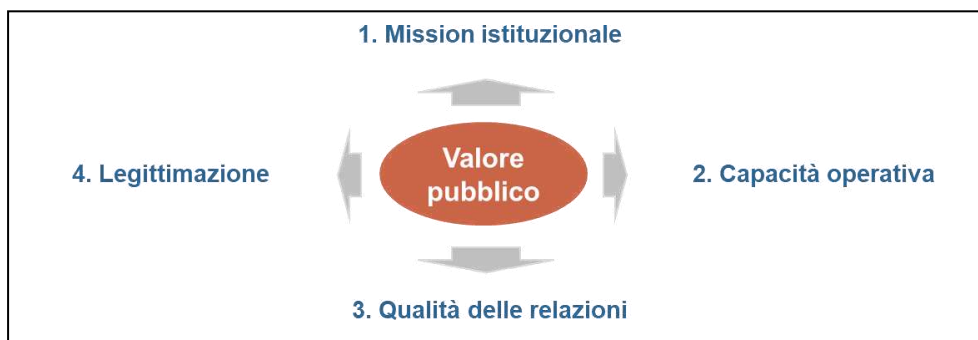 1. Mission istituzionale
4. Legittimazione
Valore
pubblico
2. Capacità operativa
3. Qualità delle relazioni